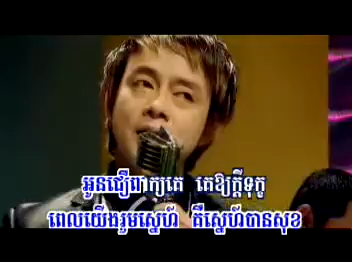 អូនជឿពាក្យគេ គេឱ្យក្ដីទុក្ខ
ពេលយើងរួមស្នេហ៍ គឺស្នេហ៍បានសុខ